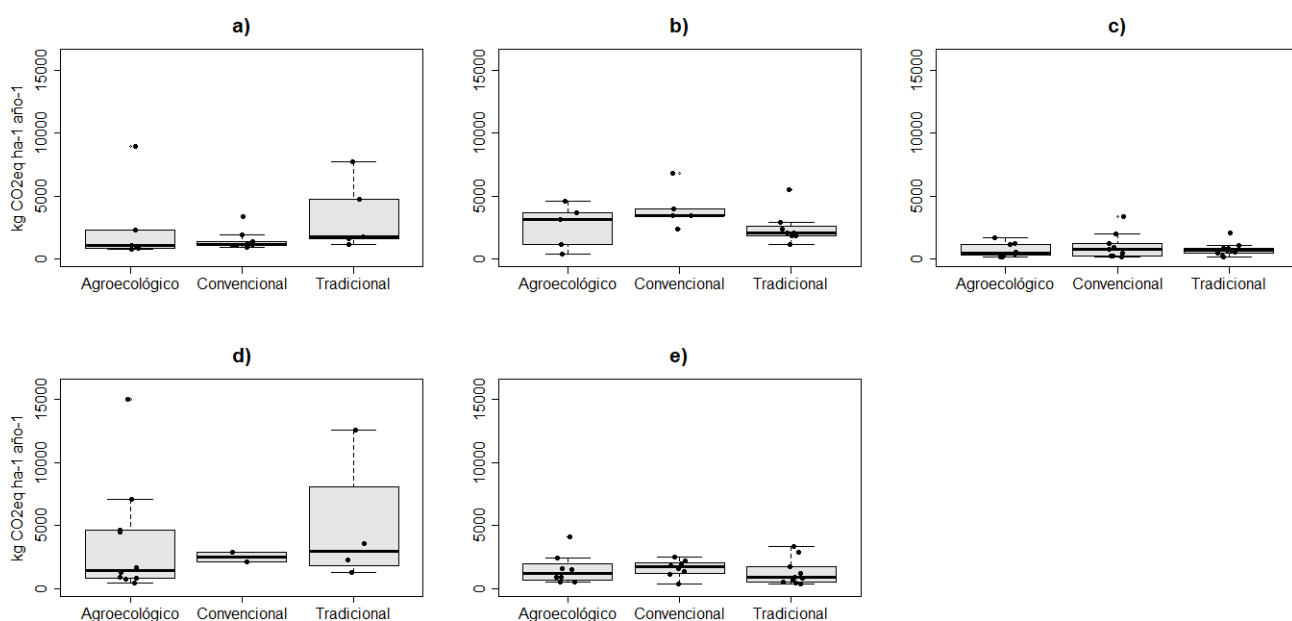 a)
kg CO2eq ha-1 año-1
0 5000 10000 15000
Agroecológico Convencional Tradicional
b)
0 5000 10000 15000
Agroecológico Convencional Tradicional
c)
0 5000 10000 15000
Agroecológico Convencional Tradicional
d)
kg CO2eq ha-1 año-1
0 5000 10000 15000
Agroecológico Convencional Tradicional
e)
0 5000 10000 15000
Agroecológico Convencional Tradicional